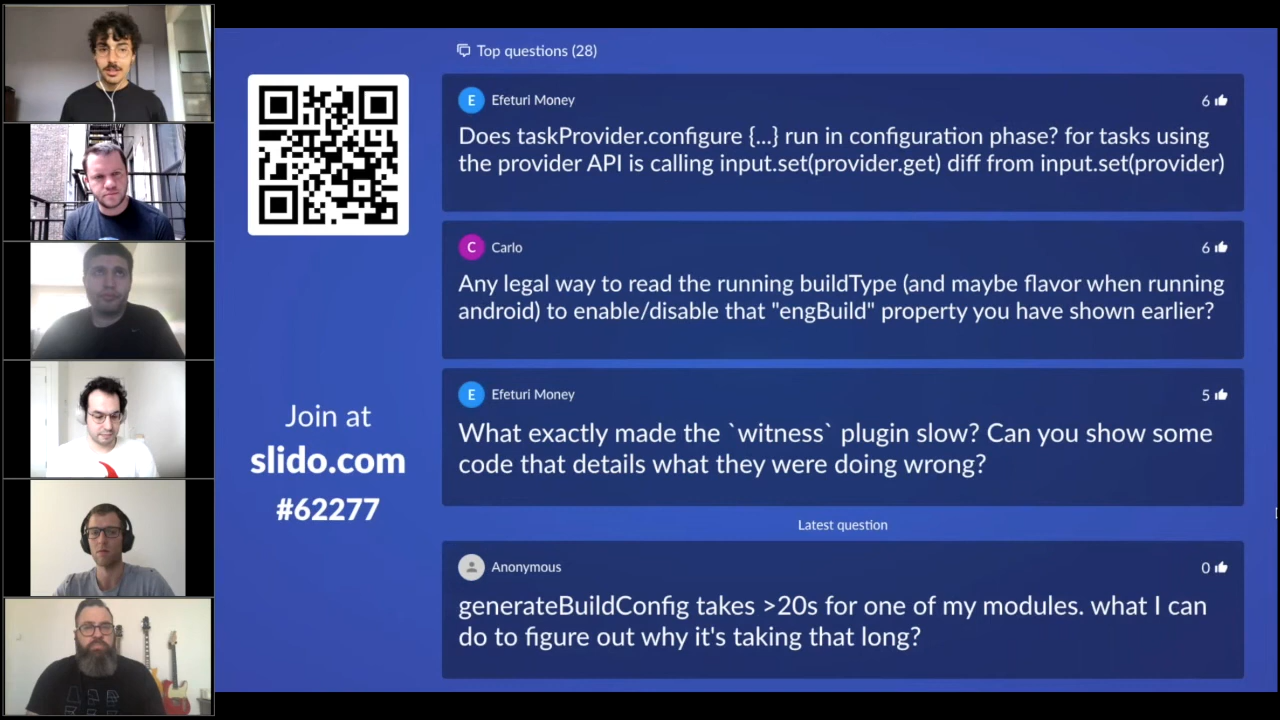 Top questions (28)
E Efeturi Money 6
Does taskProvider.configure {...} run in configuration phase? for tasks using
the provider API is calling input.set(provider.get) diff from input.set(provider)
C Carlo 6
Any legal way to read the running buildType (and maybe flavor when running
android) to enable/disable that "engBuild" property you have shown earlier?
E Efeturi Money 5
What exactly made the `witness` plugin slow? Can you show some
code that details what they were doing wrong?
Latest question
Anonymous 0
generateBuildConfig takes >20s for one of my modules. what I can
do to figure out why it's taking that long?
Join at
slido.com
#62277